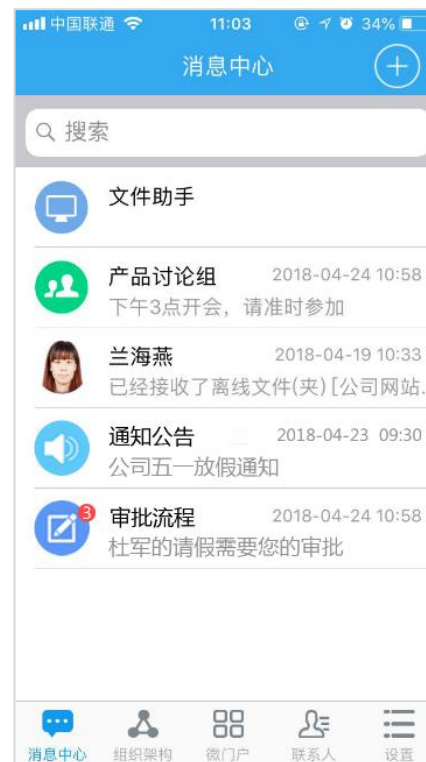 中国联通 11:03 34%
消息中心
搜索
文件助手
产品讨论组 2018-04-24 10:58
下午3点开会，请准时参加
兰海燕 2018-04-19 10:33
已经接收了离线文件(夹)[公司网站.
通知公告 2018-04-23 09:30
公司五一放假通知
3
审批流程 2018-04-24 10:58
杜军的请假需要您的审批
消息中心 组织架构 微门户 联系人 设置